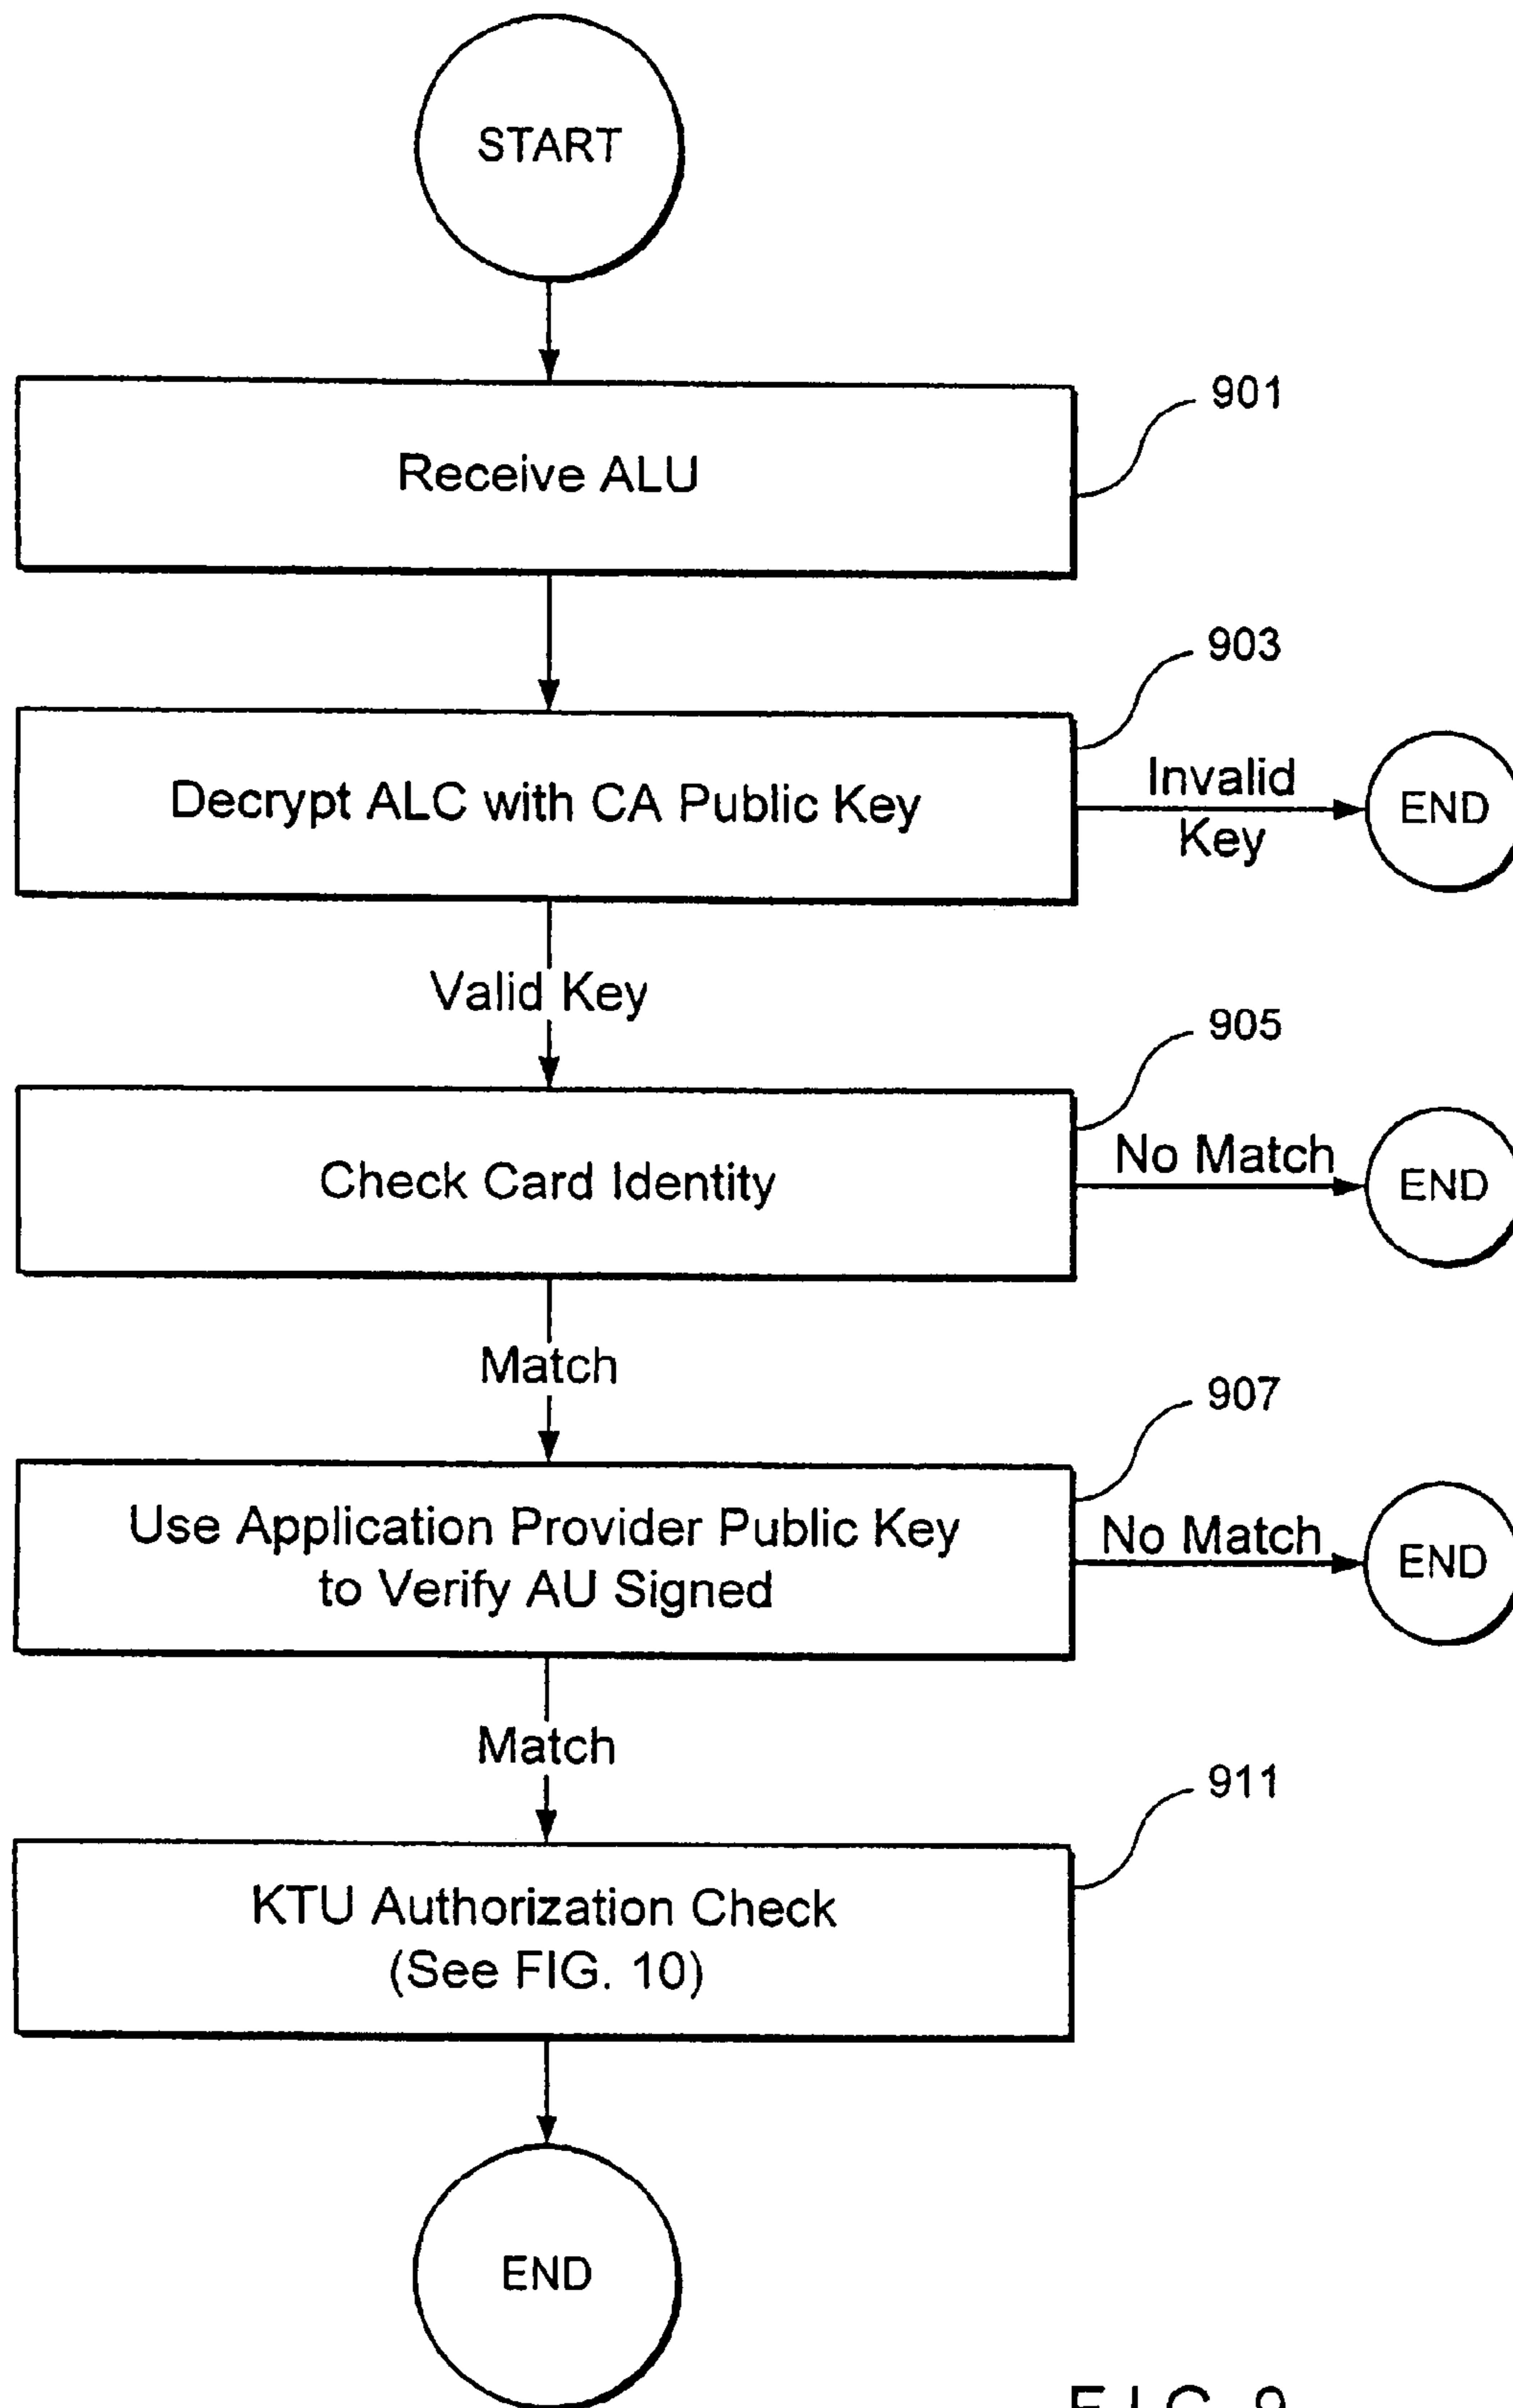 START
901
Receive ALU
903
Decrypt ALC with CA Public Key
Invalid
Key
END
Valid Key
905
Check Card Identity
No Match
END
Match
907
Use Application Provider Public Key
to Verify AU Signed
No Match
END
Match
911
KTU Authorization Check
(See FIG. 10)
END
FIG. 9